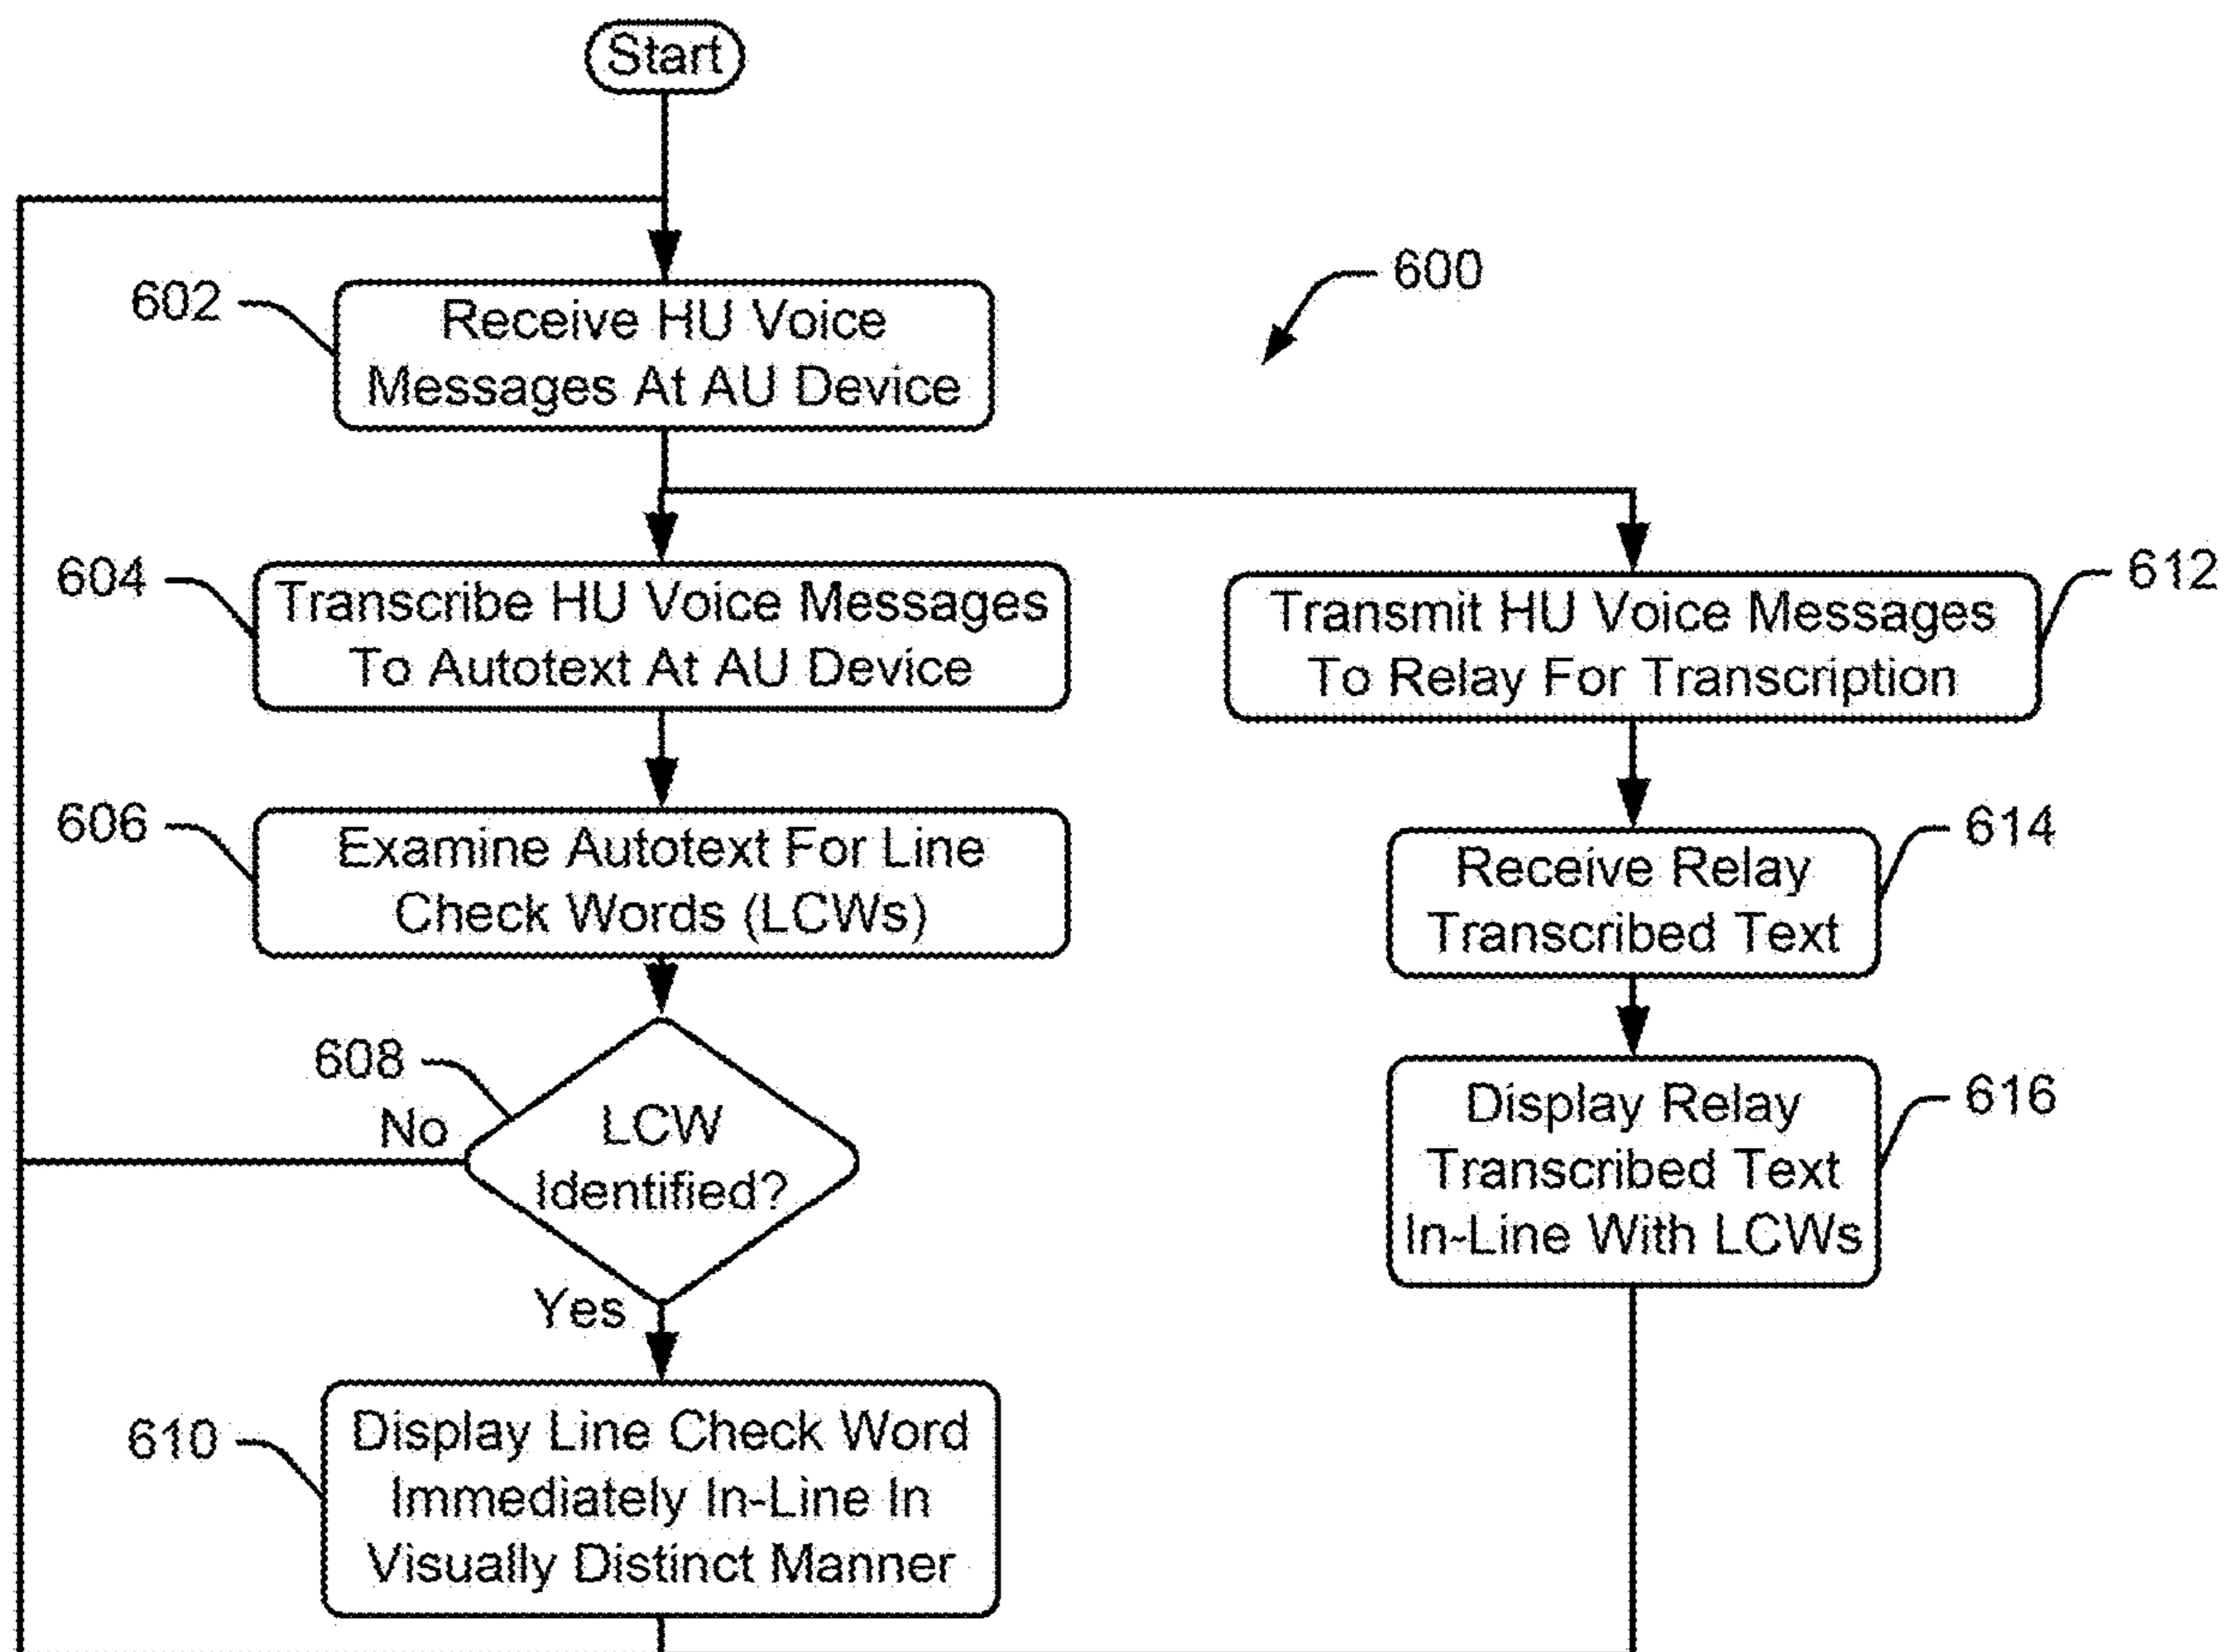 Start
600
602
Receive HU Voice
Messages At AU Device
604
Transcribe HU Voice Messages
To Autotext At AU Device
612
Transmit HU Voice Messages
To Relay For Transcription
606
Examine Autotext For Line
Check Words (LCWs)
614
Receive Relay
Transcribed Text
608
No
LCW
Identified?
Yes
616
Display Relay
Transcribed Text
In-Line With LCWs
610
Display Line Check Word
Immediately In-Line In
Visually Distinct Manner